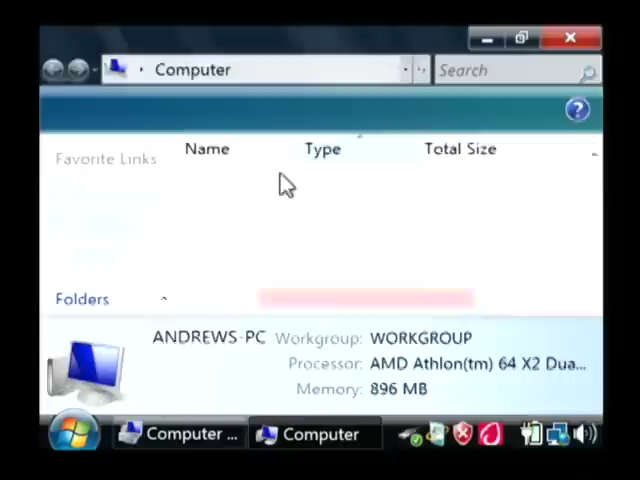 Computer
Search
?
Name Type Total Size
Favorite Links
Folders
ANDREWS-PC Workgroup: WORKGROUP
Processor: AMD Athlon(tm) 64 X2 Dua...
Memory: 896 MB
Computer ... Computer